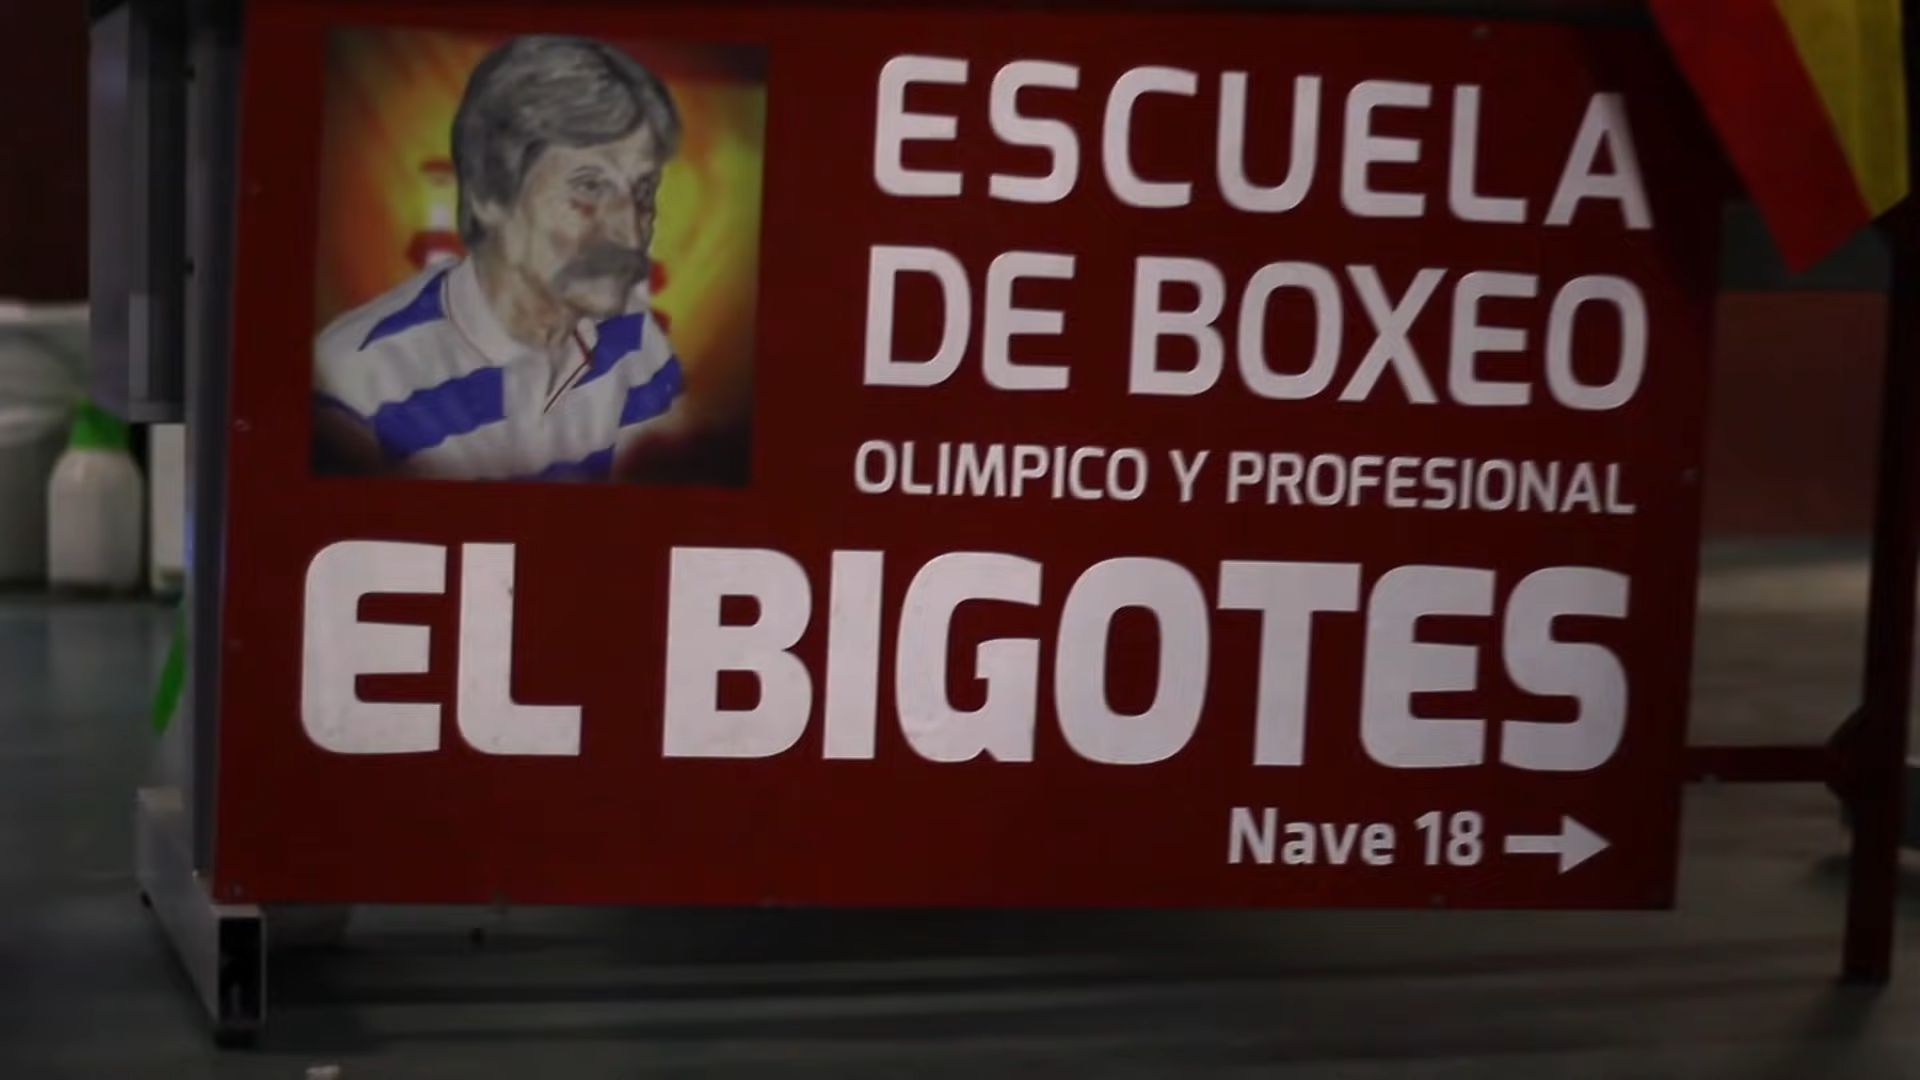 ESCUELA
DE BOXEO
OLIMPICO Y PROFESIONAL
EL BIGOTES
Nave 18